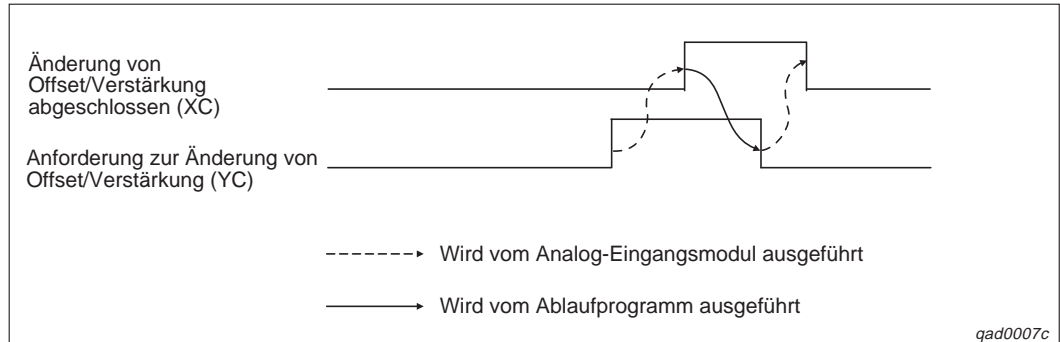 Änderung von
Offset/Verstärkung
abgeschlossen (XC)
Anforderung zur Änderung von
Offset/Verstärkung (YC)
Wird vom Analog-Eingangsmodul ausgeführt
Wird vom Ablaufprogramm ausgeführt
qad0007c